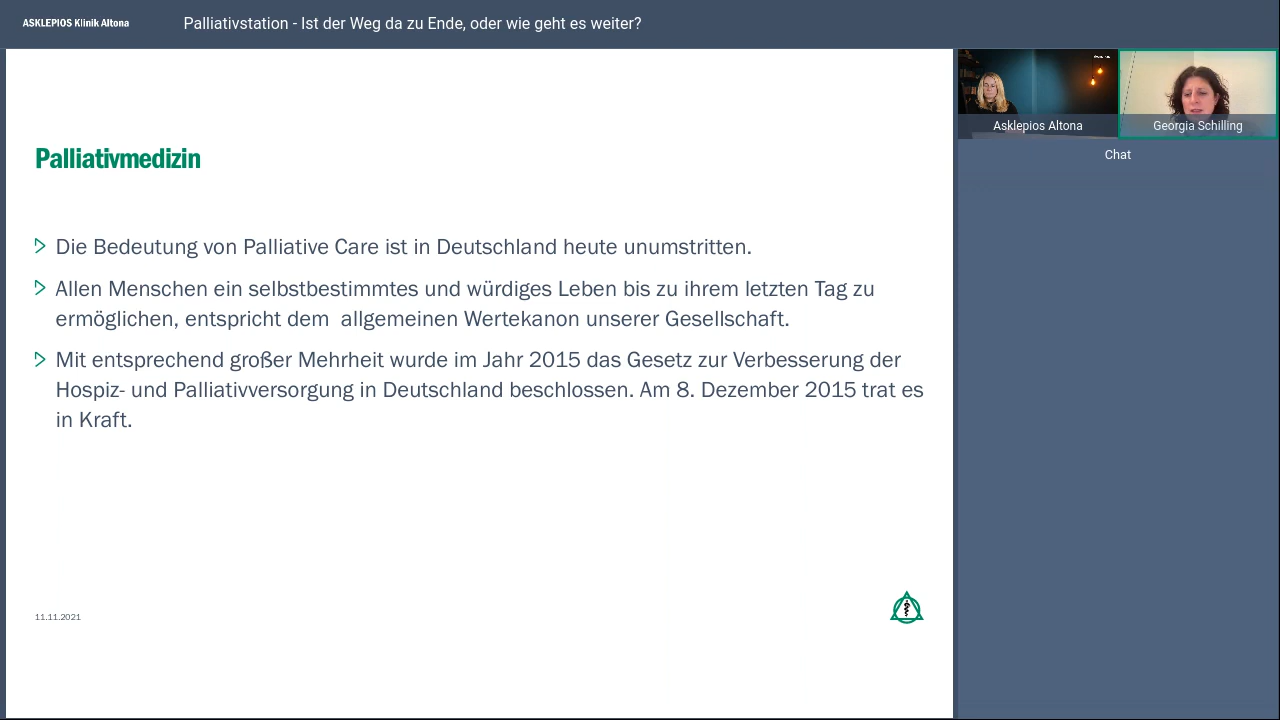 ASKLEPIOS Klinik Altona
Palliativstation - Ist der Weg da zu Ende, oder wie geht es weiter?
Asklepios Altona
Georgia Schilling
Chat
Palliativmedizin
Die Bedeutung von Palliative Care ist in Deutschland heute unumstritten.
Allen Menschen ein selbstbestimmtes und würdiges Leben bis zu ihrem letzten Tag zu
ermöglichen, entspricht dem  allgemeinen Wertekanon unserer Gesellschaft.
Mit entsprechend großer Mehrheit wurde im Jahr 2015 das Gesetz zur Verbesserung der
Hospiz- und Palliativversorgung in Deutschland beschlossen. Am 8. Dezember 2015 trat es
in Kraft.
11.11.2021